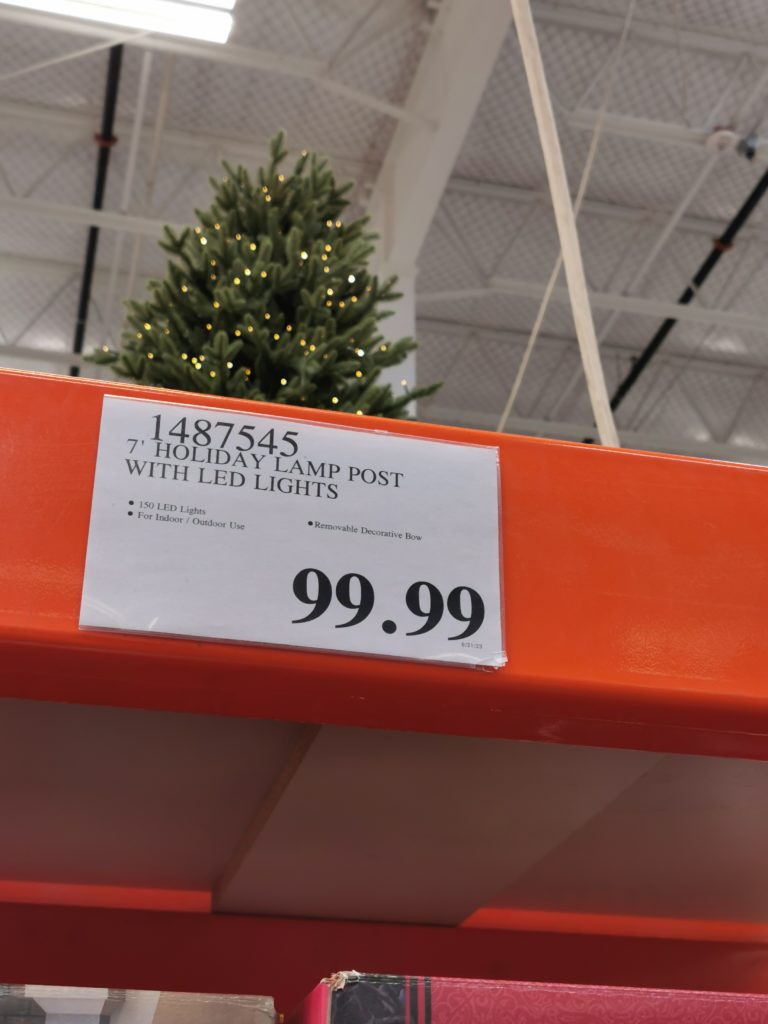 1487545
7' HOLIDAY LAMP POST
WITH LED LIGHTS
• 150 LED Lights
• For Indoor / Outdoor Use
• Removable Decorative Bow
99.99